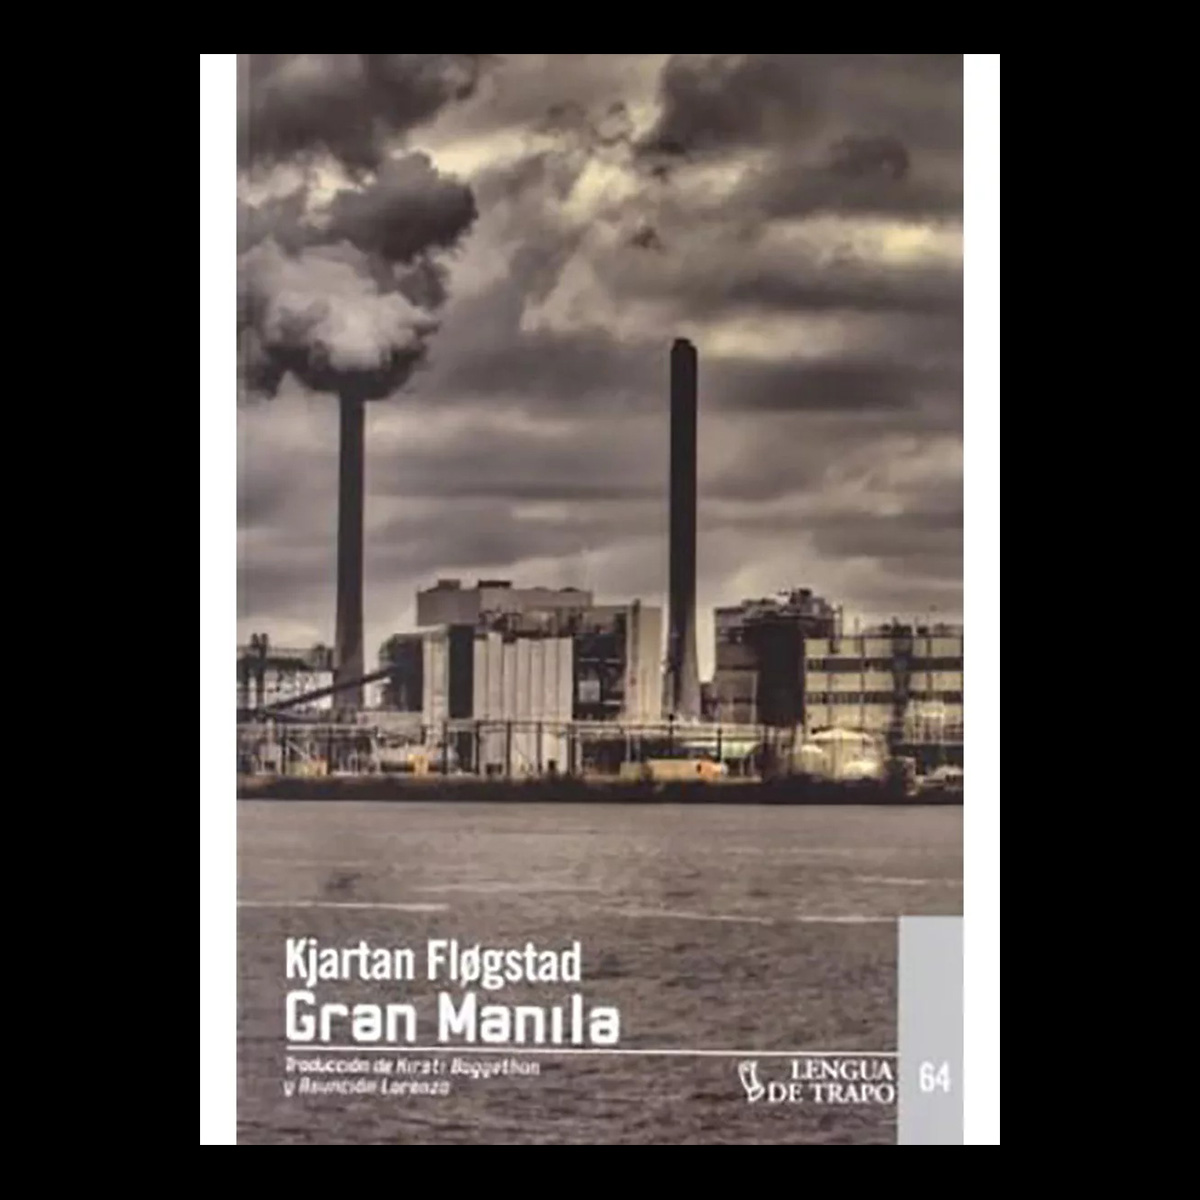 Kjartan Fløgstad
Gran Manila
Traducción de Kirsti Baggethun
y Asunción Lorenzo
LENGUA
DE TRAPO
64